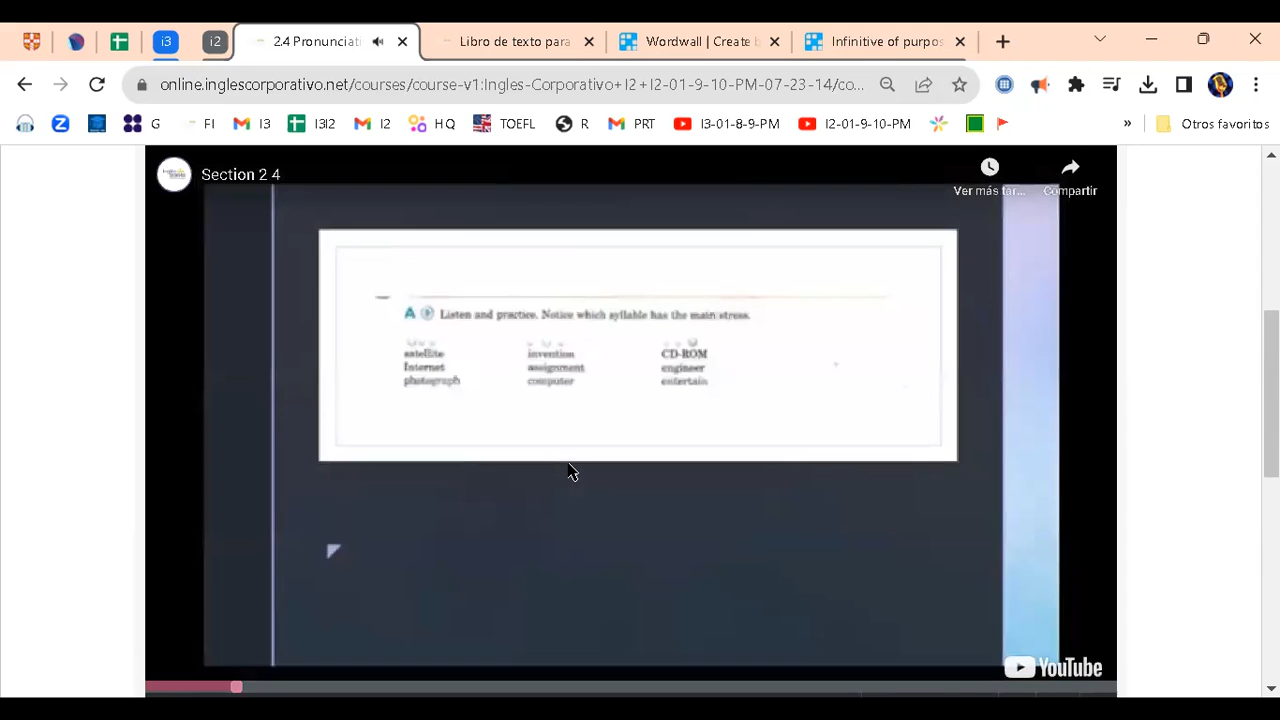 2.4 Pronunciati
Libro de texto para
Wordwall | Create b
Infinitive of purpos
online.inglescorporativo.net/courses/course-v1:Ingles-Corporativo+I2+I2-01-9-10-PM-07-23-14/co...
G
FI
I3
I3I2
I2
HQ
TOEFL
R
PRT
I3-01-8-9-PM
I2-01-9-10-PM
»
Otros favoritos
Section 2 4
Ver más tar...
Compartir
A Listen and practice. Notice which syllable has the main stress.
satellite invention CD-ROM
Internet assignment engineer
photograph computer entertain
YouTube